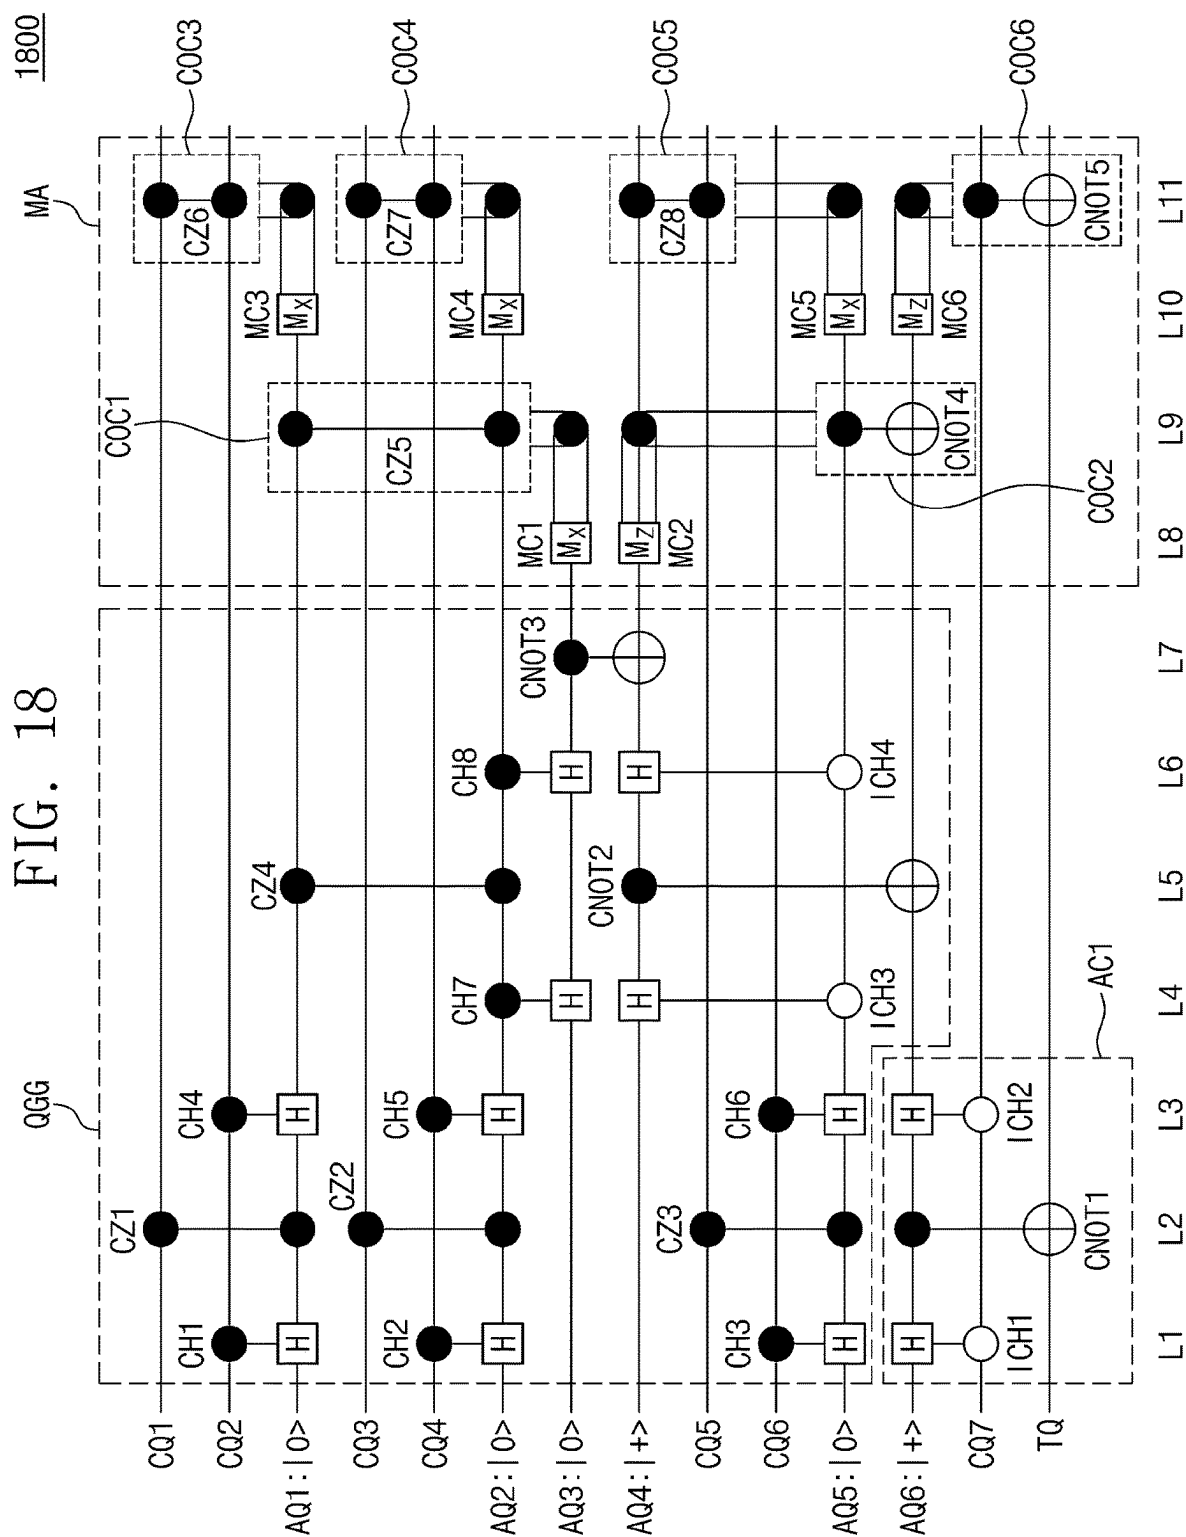 FIG. 18
1800
QGG
MA
COC1
COC3
COC4
COC5
COC6
COC2
AC1
CQ1
CQ2
AQ1:|0>
CQ3
CQ4
AQ2:|0>
AQ3:|0>
AQ4:|+>
CQ5
CQ6
AQ5:|0>
AQ6:|+>
CQ7
TQ
CH1
H
CH2
H
CH3
H
H
ICH1
CZ1
CZ2
CZ3
CNOT1
CH4
H
CH5
H
CH6
H
H
ICH2
CH7
H
H
ICH3
CZ4
CNOT2
CH8
H
H
ICH4
CNOT3
MC1
MX
MZ
MC2
CZ5
CNOT4
MC3
MX
MC4
MX
MC5
MX
MZ
MC6
CZ6
CZ7
CZ8
CNOT5
L1
L2
L3
L4
L5
L6
L7
L8
L9
L10
L11